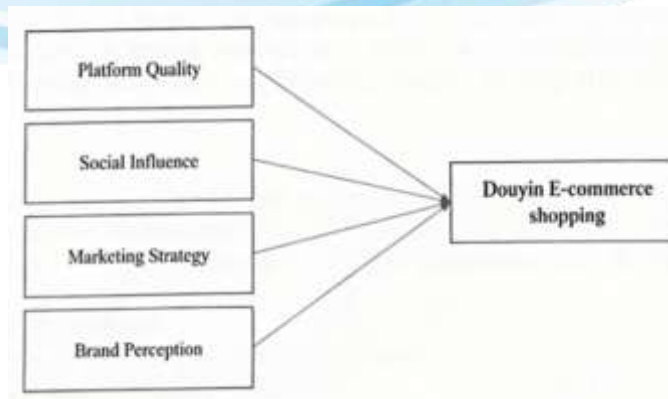 Platform Quality
Social Influence
Marketing Strategy
Brand Perception
Douyin E-commerce
shopping